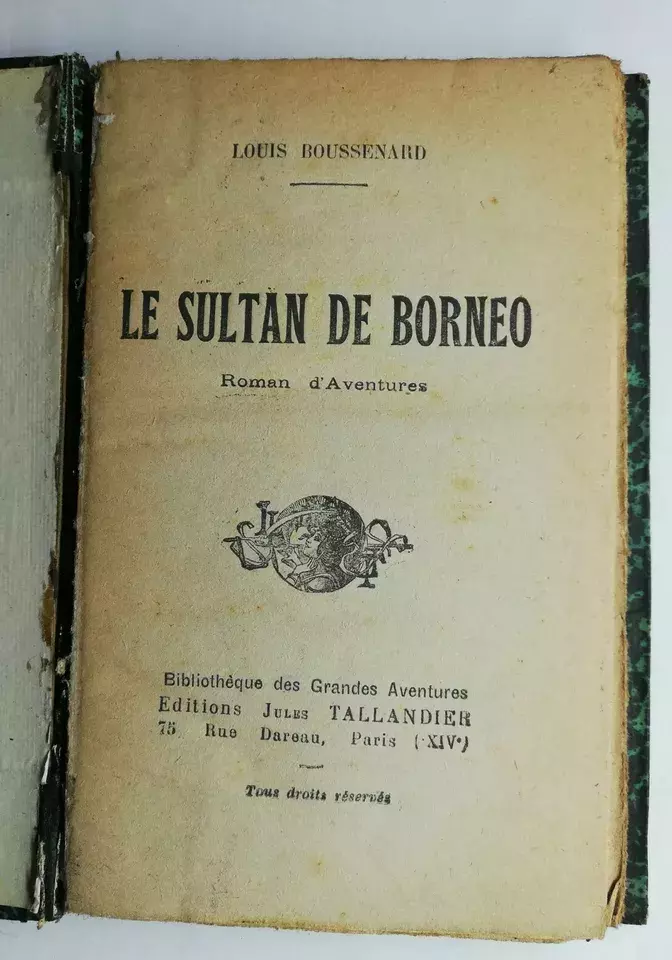 LOUIS BOUSSENARD
LE SULTAN DE BORNEO
Roman d'Aventures
J
T
Bibliothèque des Grandes Aventures
Editions JULES TALLANDIER
75, Rue Dareau, Paris (XIVe)
Tous droits réservés